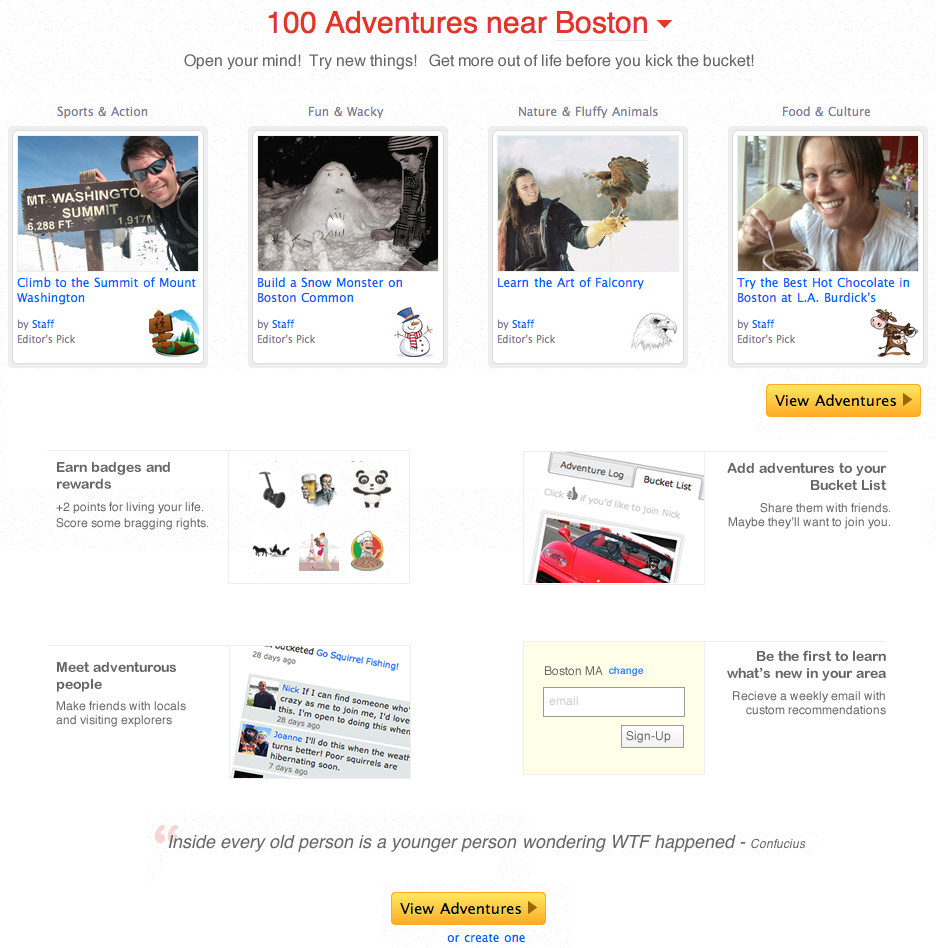 100 Adventures near Boston
Open your mind! Try new things! Get more out of life before you kick the bucket!
Sports & Action
Fun & Wacky
Nature & Fluffy Animals
Food & Culture
MT WASHINGTO
SUMMIT
6,288 FT 1,917
Climb to the Summit of Mount
Washington
by Staff
Editor's Pick
Build a Snow Monster on
Boston Common
by Staff
Editor's Pick
Learn the Art of Falconry
by Staff
Editor's Pick
Try the Best Hot Chocolate in
Boston at L.A. Burdick's
by Staff
Editor's Pick
View Adventures
Earn badges and
rewards
+2 points for living your life.
Score some bragging rights.
Adventure Log
Bucket List
Click if you'd like to join Nick
Add adventures to your
Bucket List
Share them with friends.
Maybe they'll want to join you.
Meet adventurous
people
Make friends with locals
and visiting explorers
bucketed Go Squirrel Fishing!
28 days ago
Nick If I can find someone who'
crazy as me to join me, I'd love
this. I'm open to doing this when
28 days ago
Joanne I'll do this when the weath
turns better! Poor squirrels are
hibernating soon.
7 days ago
Boston MA change
email
Sign-Up
Be the first to learn
what's new in your area
Recieve a weekly email with
custom recommendations
“Inside every old person is a younger person wondering WTF happened - Confucius
View Adventures
or create one